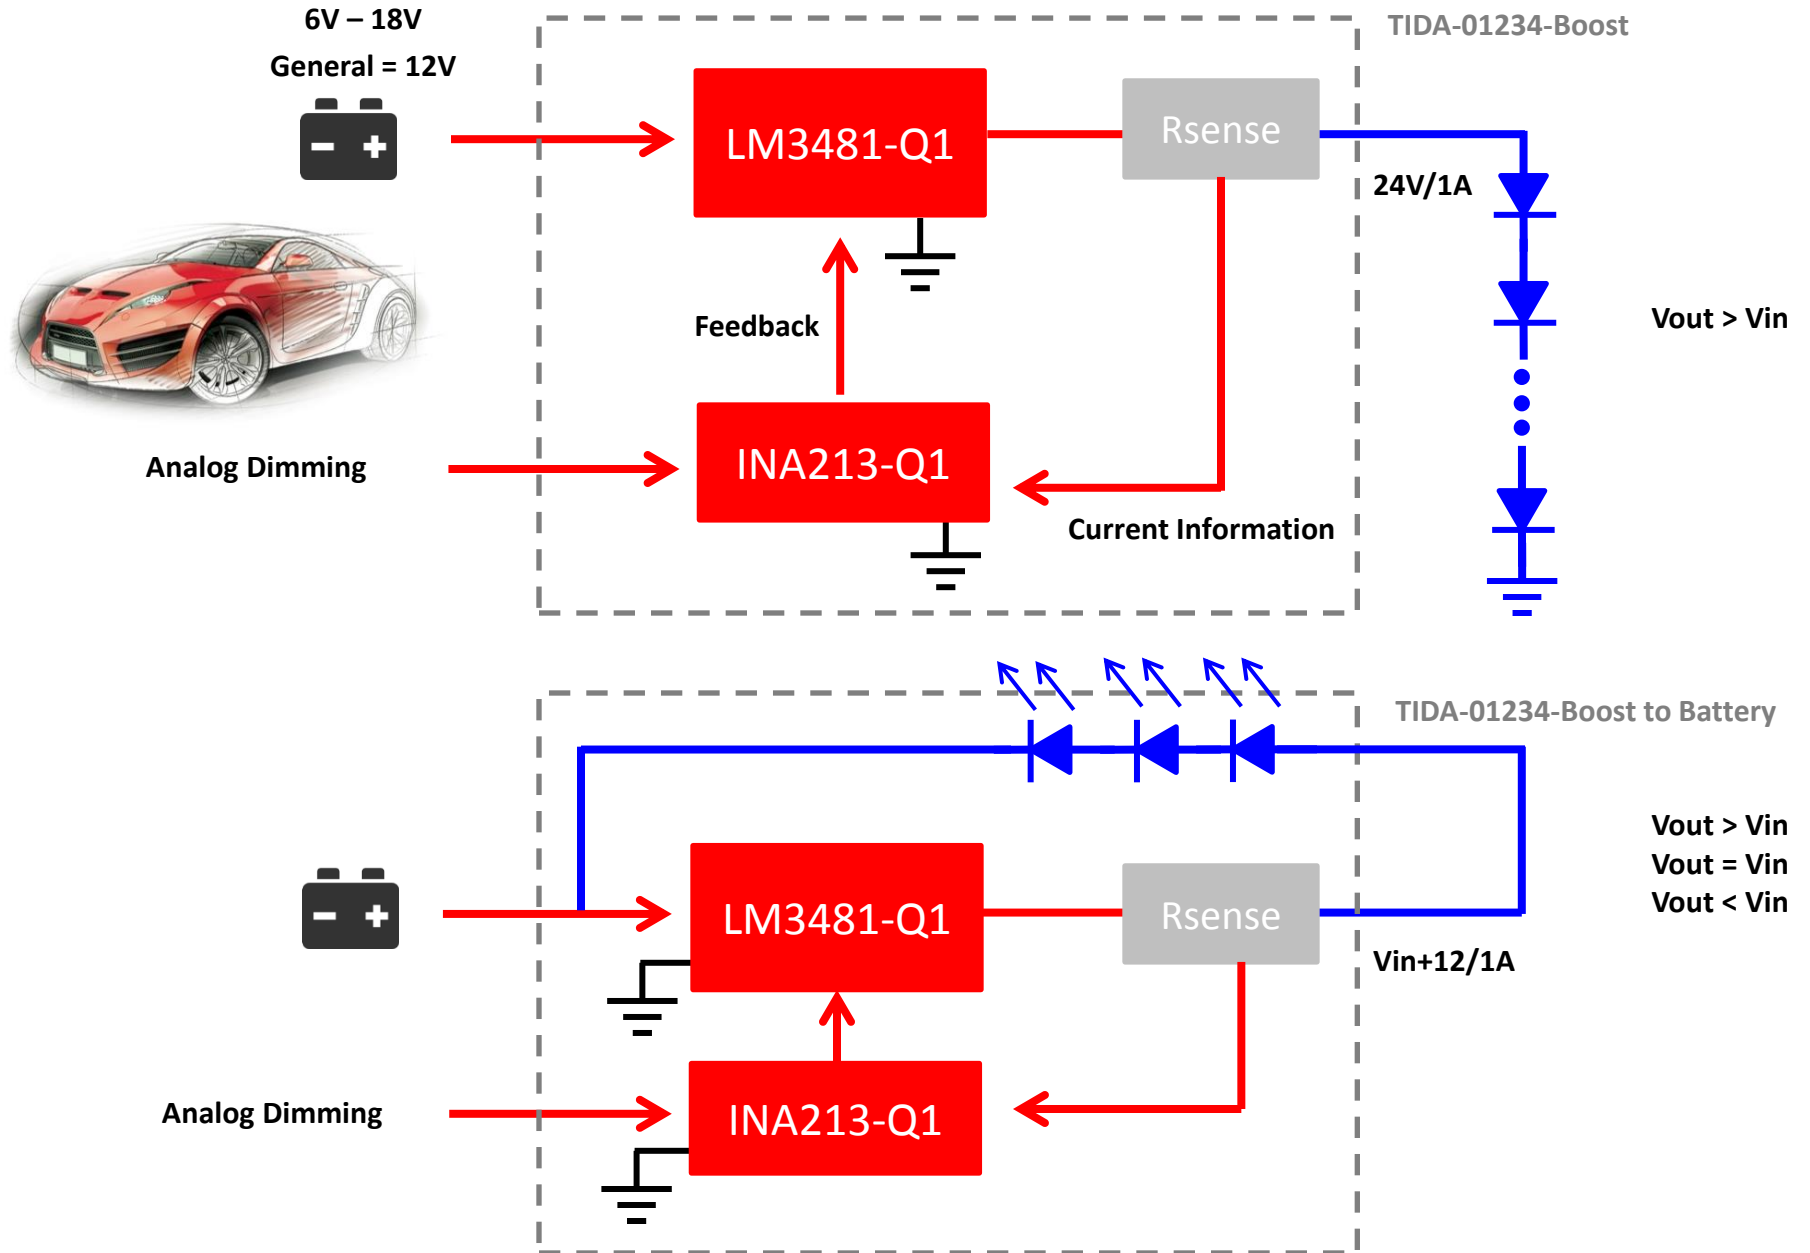 6V – 18V
General = 12V
TIDA-01234-Boost
LM3481-Q1
Rsense
24V/1A
Feedback
Vout > Vin
Analog Dimming
INA213-Q1
Current Information
TIDA-01234-Boost to Battery
Vout > Vin
Vout = Vin
Vout < Vin
LM3481-Q1
Rsense
Vin+12/1A
Analog Dimming
INA213-Q1